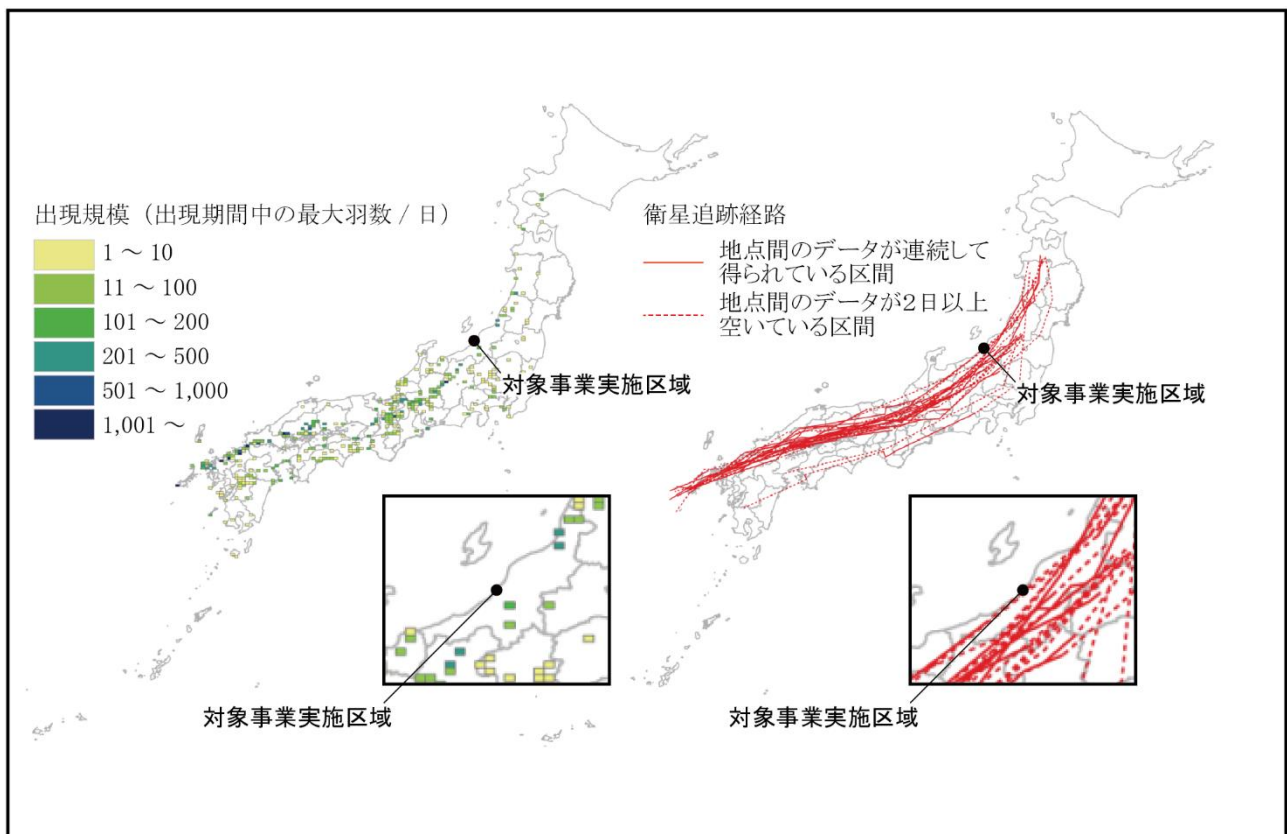 出現規模（出現期間中の最大羽数 / 日）
1 ～ 10
11 ～ 100
101 ～ 200
201 ～ 500
501 ～ 1,000
1,001 ～
対象事業実施区域
対象事業実施区域
衛星追跡経路
地点間のデータが連続して
得られている区間
地点間のデータが2日以上
空いている区間
対象事業実施区域
対象事業実施区域